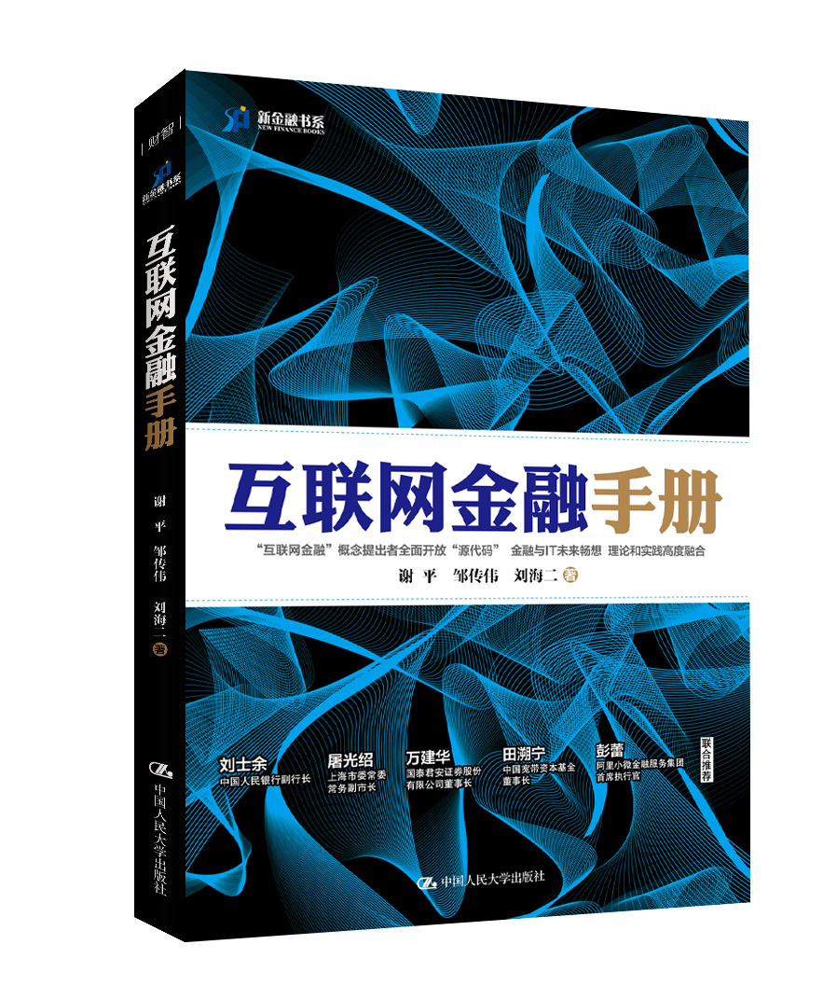 财智
新金融书系
互联网金融手册
谢 平 邹传伟 刘海二 著
中国人民大学出版社
新金融书系
NEW FINANCE BOOKS
互联网金融手册
“互联网金融”概念提出者全面开放“源代码” 金融与IT未来畅想 理论和实践高度融合
谢 平 邹传伟 刘海二 著
刘士余
中国人民银行副行长
屠光绍
上海市委常委
常务副市长
万建华
国泰君安证券股份
有限公司董事长
田溯宁
中国宽带资本基金
董事长
彭蕾
阿里小微金融服务集团
首席执行官
联合推荐
中国人民大学出版社